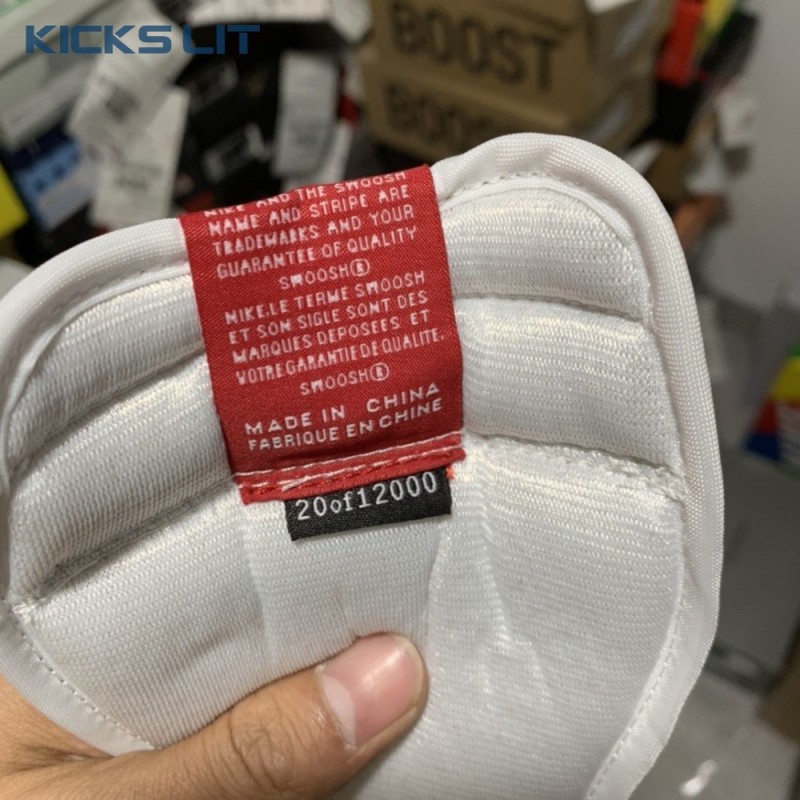 KICKS LIT
BOOST
BOOST
NIKE AND THE SWOOSH
NAME AND STRIPE ARE
TRADEMARKS AND YOUR
GUARANTEE OF QUALITY
SWOOSH®
NIKE.LE TERME SWOOSH
ET SON SIGLE SONT DES
MARQUES DEPOSEES ET
VOTRE GARANTIE DE QUALITE.
SWOOSH®
MADE IN CHINA
FABRIQUE EN CHINE
20of12000